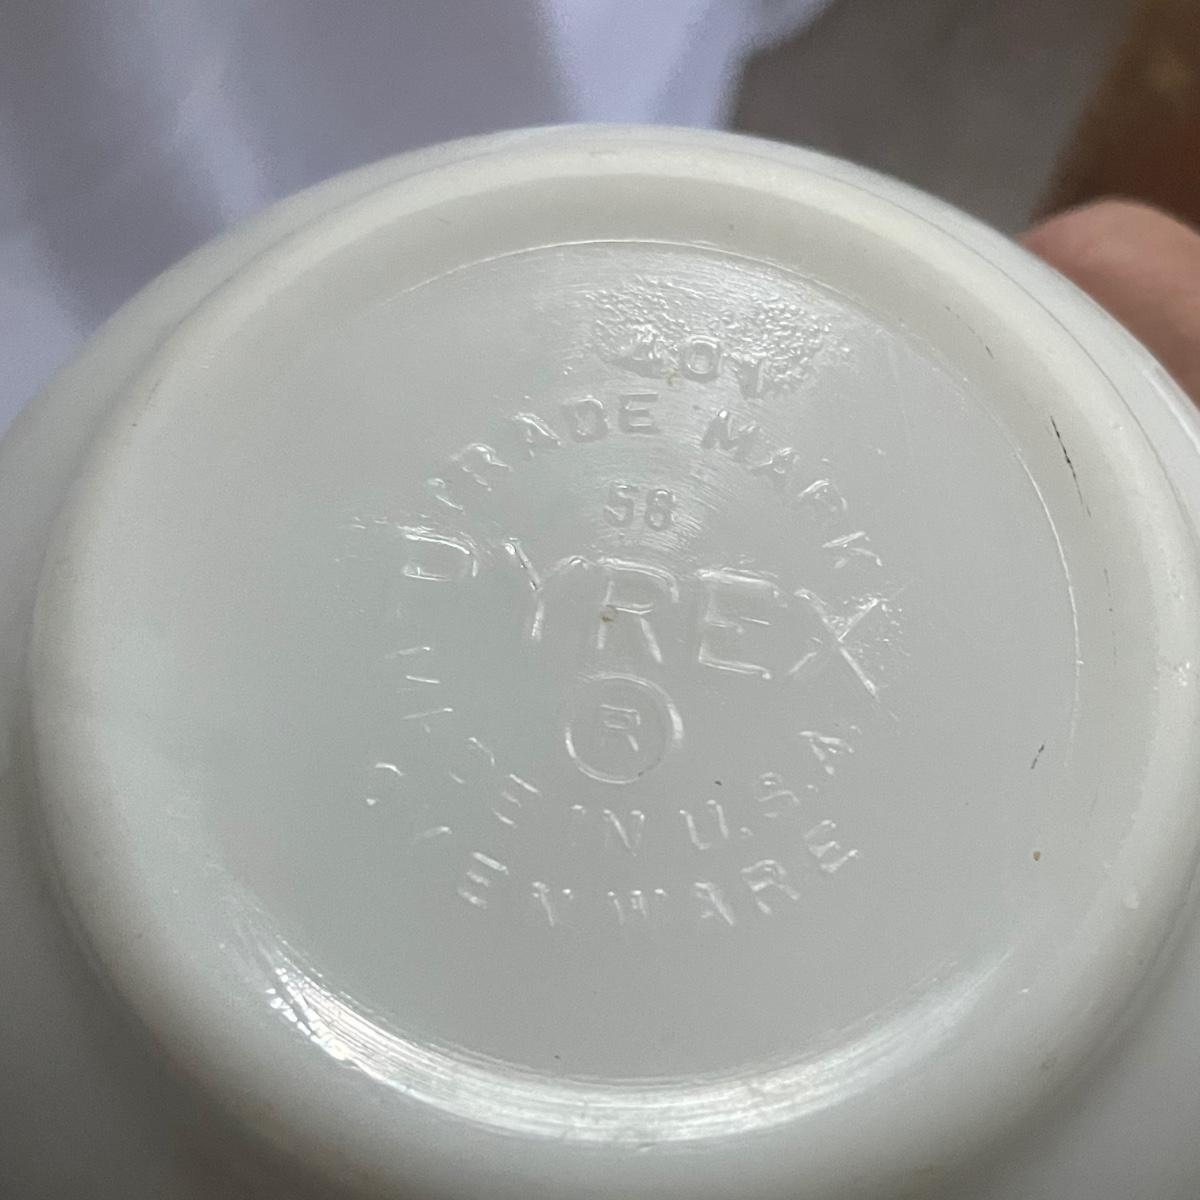 401
TRADE MARK
58
PYREX
®
MADE IN U.S.A.
OVENWARE